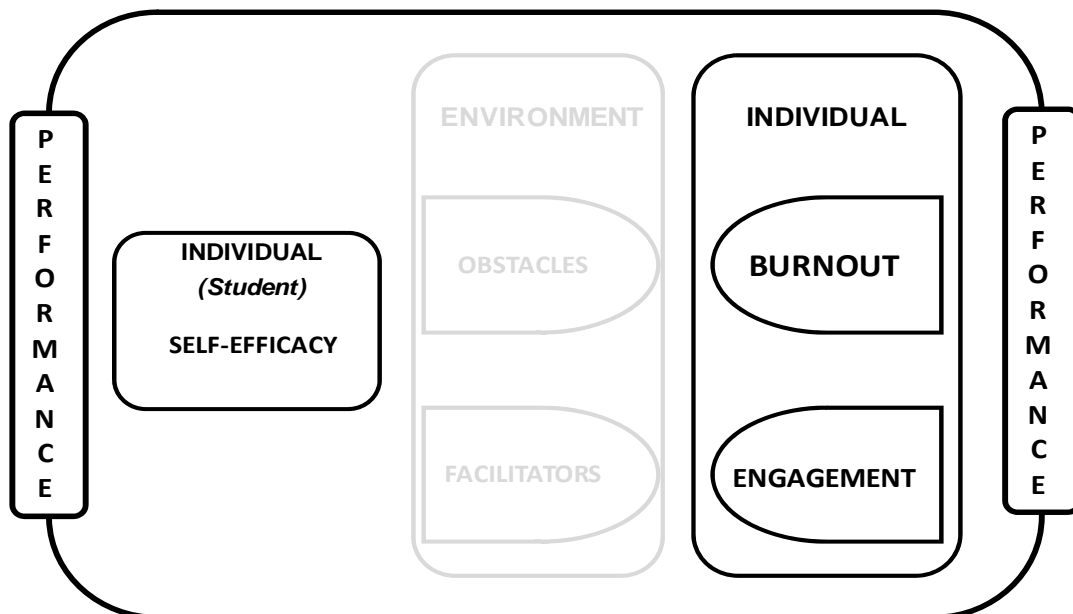 PERFORMANCE
INDIVIDUAL
(Student)
SELF-EFFICACY
ENVIRONMENT
OBSTACLES
FACILITATORS
INDIVIDUAL
BURNOUT
ENGAGEMENT
PERFORMANCE